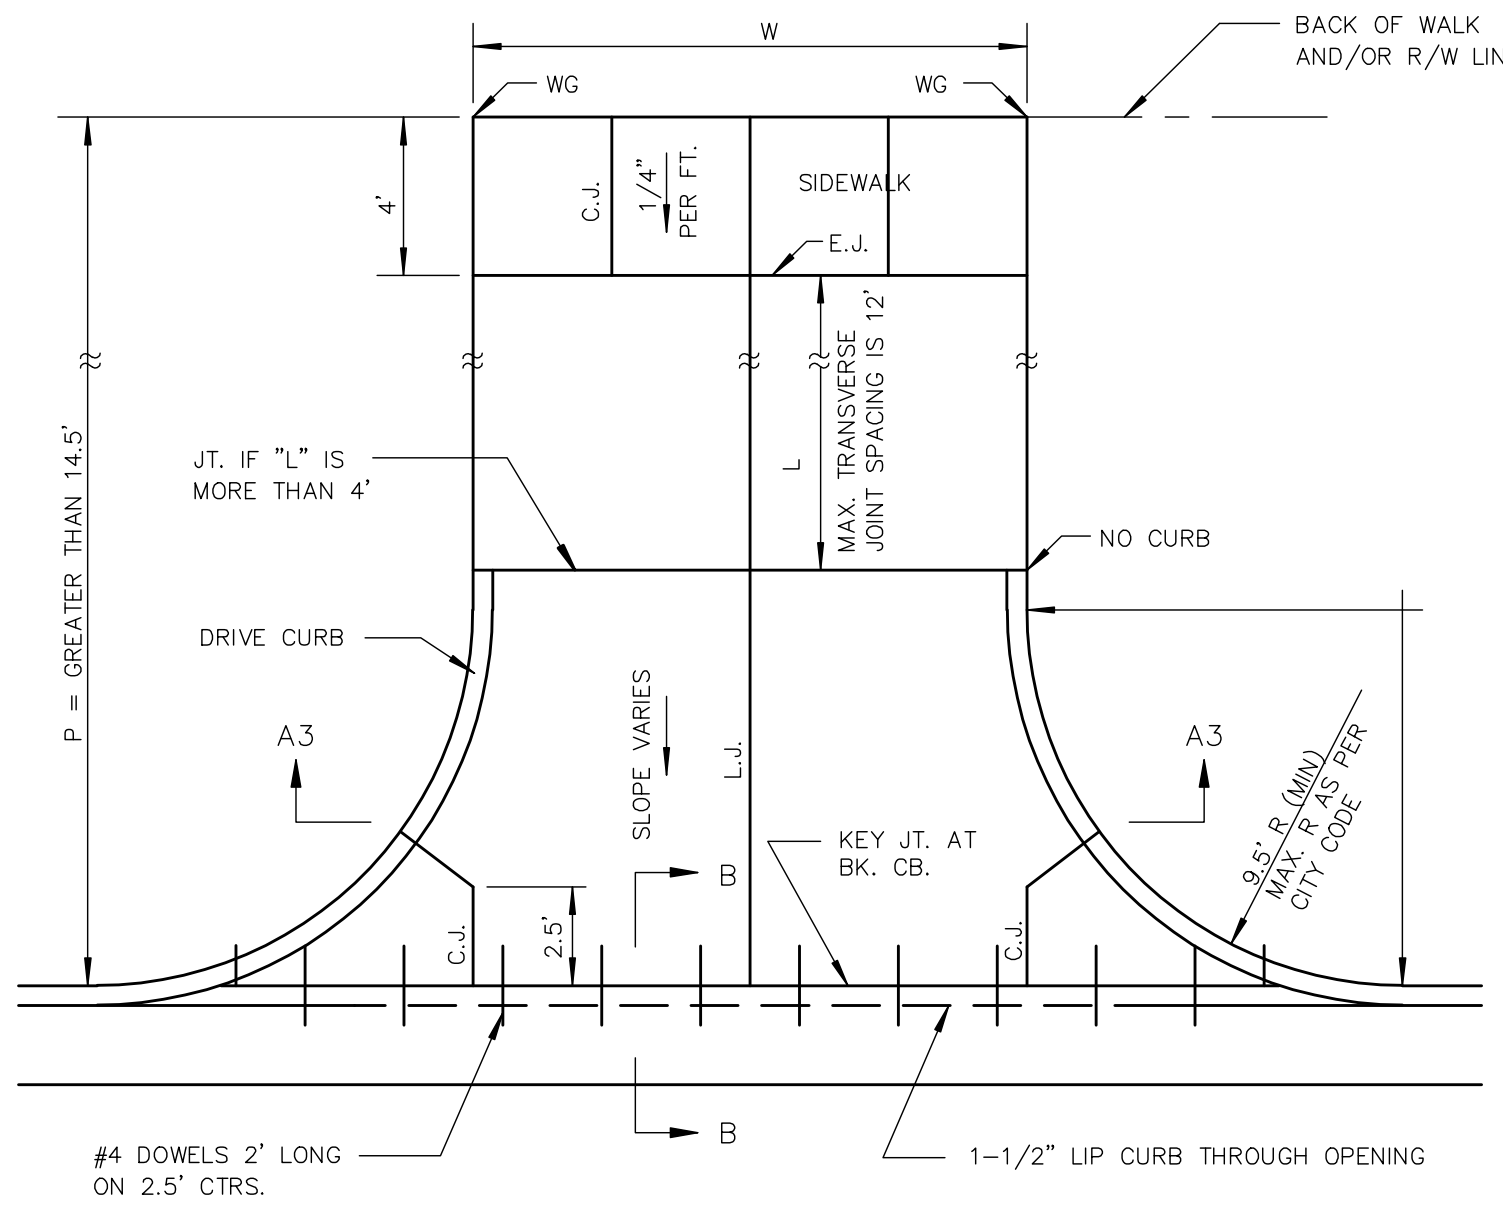 W
BACK OF WALK
AND/OR R/W LIN
WG
WG
4'
C.J.
1/4"
PER FT.
SIDEWALK
E.J.
P = GREATER THAN 14.5'
L
MAX. TRANSVERSE
JOINT SPACING IS 12'
JT. IF "L" IS
MORE THAN 4'
NO CURB
DRIVE CURB
SLOPE VARIES
L.J.
A3
A3
9.5' R (MIN)
MAX. R AS PER
CITY CODE
KEY JT. AT
BK. CB.
B
C.J.
2.5'
C.J.
B
#4 DOWELS 2' LONG
ON 2.5' CTRS.
1-1/2" LIP CURB THROUGH OPENING